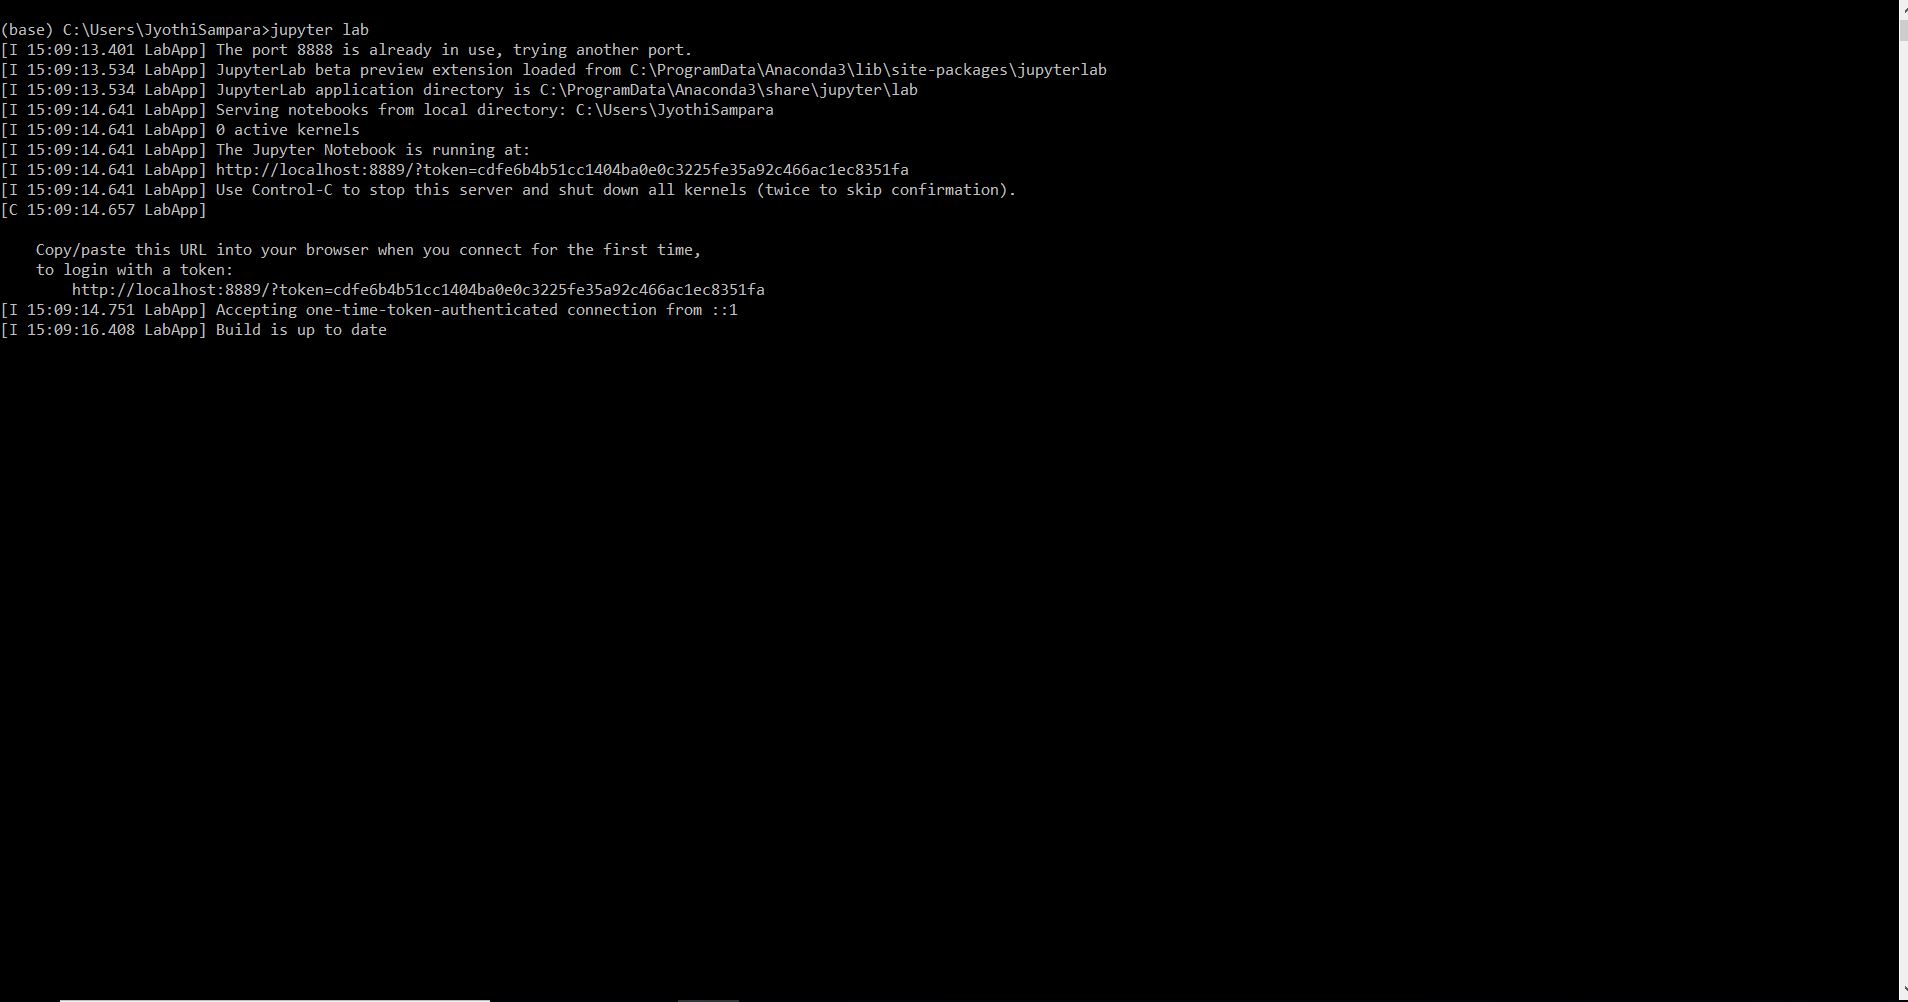 (base) C:\Users\JyothiSampara>jupyter lab
[I 15:09:13.401 LabApp] The port 8888 is already in use, trying another port.
[I 15:09:13.534 LabApp] JupyterLab beta preview extension loaded from C:\ProgramData\Anaconda3\lib\site-packages\jupyterlab
[I 15:09:13.534 LabApp] JupyterLab application directory is C:\ProgramData\Anaconda3\share\jupyter\lab
[I 15:09:14.641 LabApp] Serving notebooks from local directory: C:\Users\JyothiSampara
[I 15:09:14.641 LabApp] 0 active kernels
[I 15:09:14.641 LabApp] The Jupyter Notebook is running at:
[I 15:09:14.641 LabApp] http://localhost:8889/?token=cdfe6b4b51cc1404ba0e0c3225fe35a92c466ac1ec8351fa
[I 15:09:14.641 LabApp] Use Control-C to stop this server and shut down all kernels (twice to skip confirmation).
[C 15:09:14.657 LabApp]
Copy/paste this URL into your browser when you connect for the first time,
to login with a token:
http://localhost:8889/?token=cdfe6b4b51cc1404ba0e0c3225fe35a92c466ac1ec8351fa
[I 15:09:14.751 LabApp] Accepting one-time-token-authenticated connection from ::1
[I 15:09:16.408 LabApp] Build is up to date